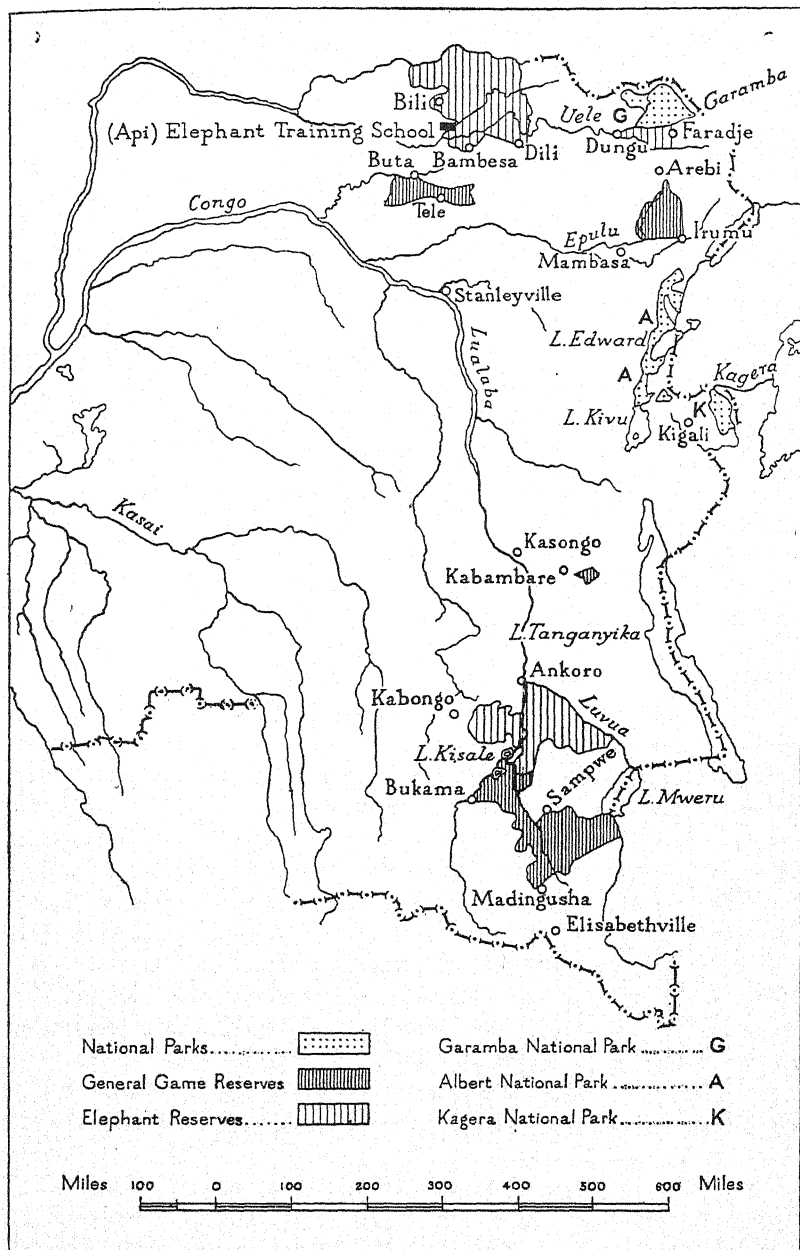 Bili
Garamba
Uele G
(Api) Elephant Training School
Faradje
Dungu
Dili
Buta Bambesa
Arebi
Tele
Congo
Epulu
Irumu
Mambasa
Stanleyville
A
L.Edward
Lualaba
A
Kagera
K
L.Kivu
Kigali
Kasai
Kasongo
Kabambare
L.Tanganyika
Ankoro
Kabongo
Luvua
L.Kisale
Sampwe
Bukama
L.Mweru
Madingusha
Elisabethville
National Parks
General Game Reserves
Elephant Reserves
Garamba National Park G
Albert National Park A
Kagera National Park K
Miles 100 0 100 200 300 400 500 600 Miles